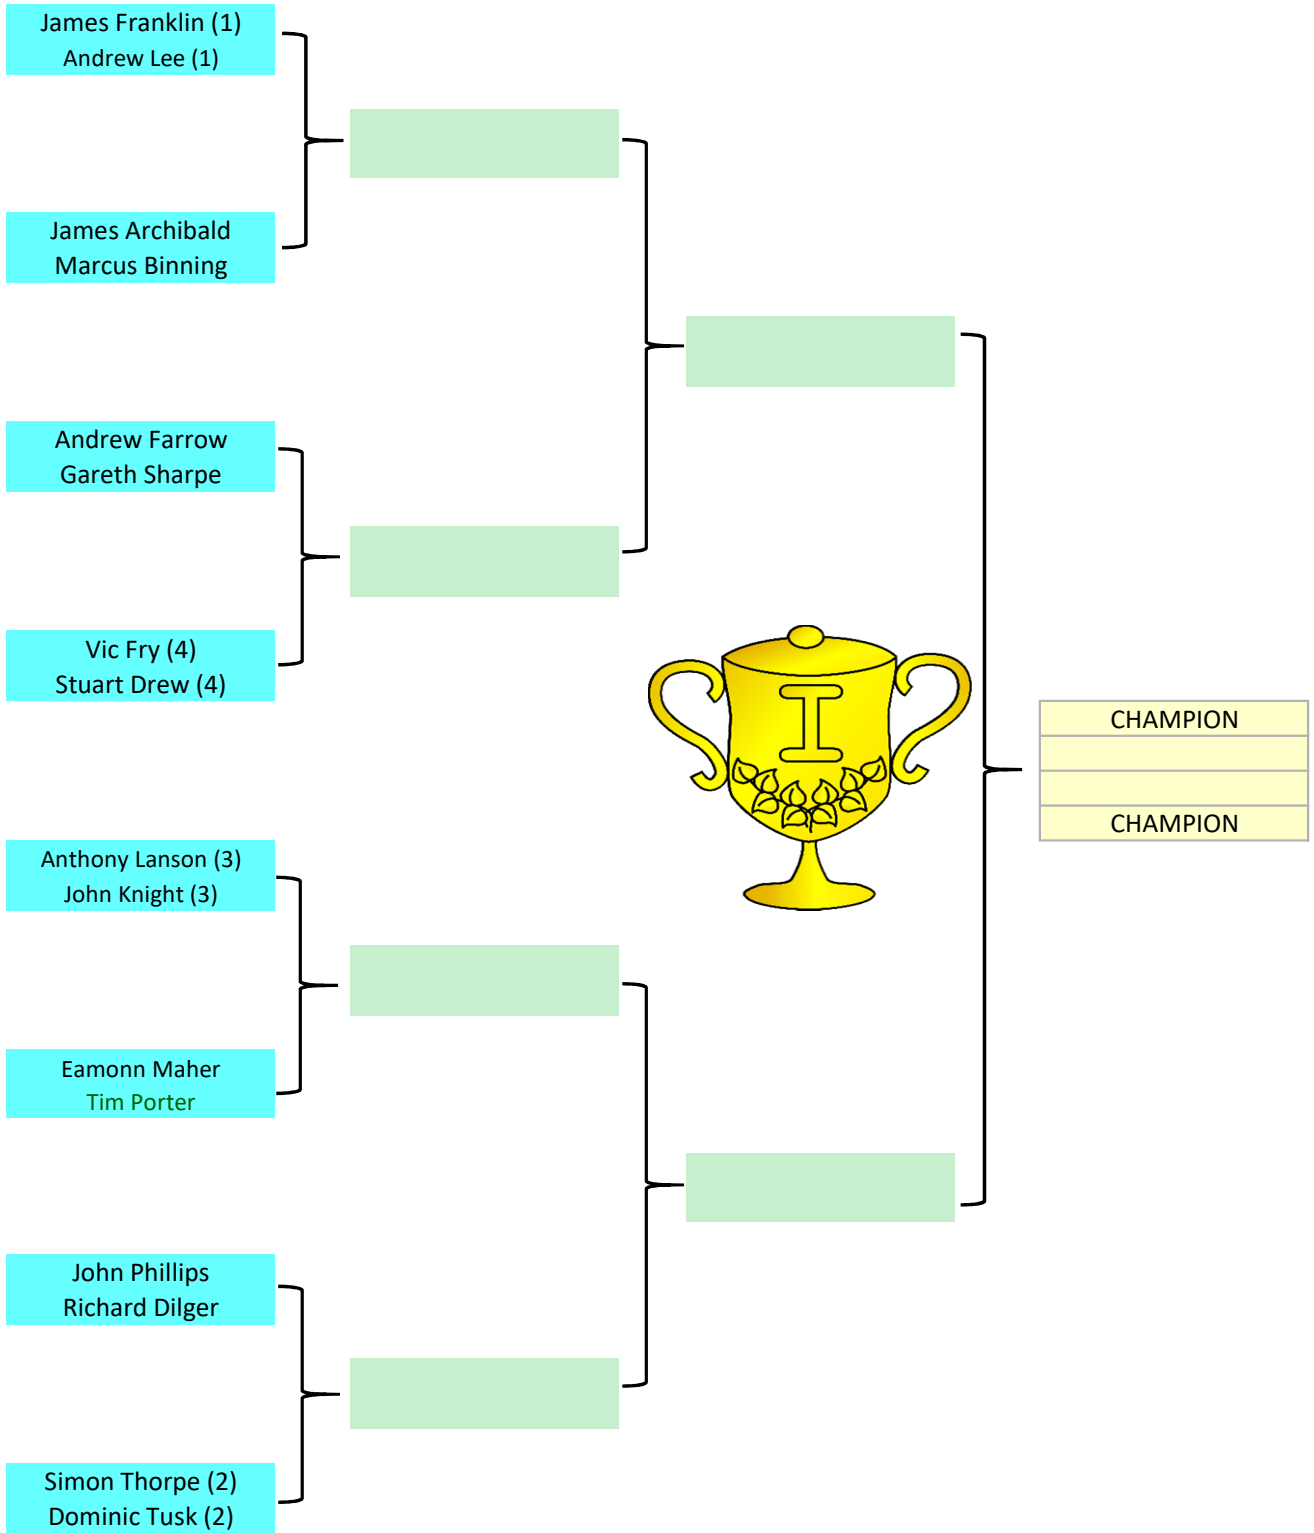 James Franklin (1)
Andrew Lee (1)
James Archibald
Marcus Binning
Andrew Farrow
Gareth Sharpe
Vic Fry (4)
Stuart Drew (4)
I
CHAMPION
CHAMPION
Anthony Lanson (3)
John Knight (3)
Eamonn Maher
Tim Porter
John Phillips
Richard Dilger
Simon Thorpe (2)
Dominic Tusk (2)